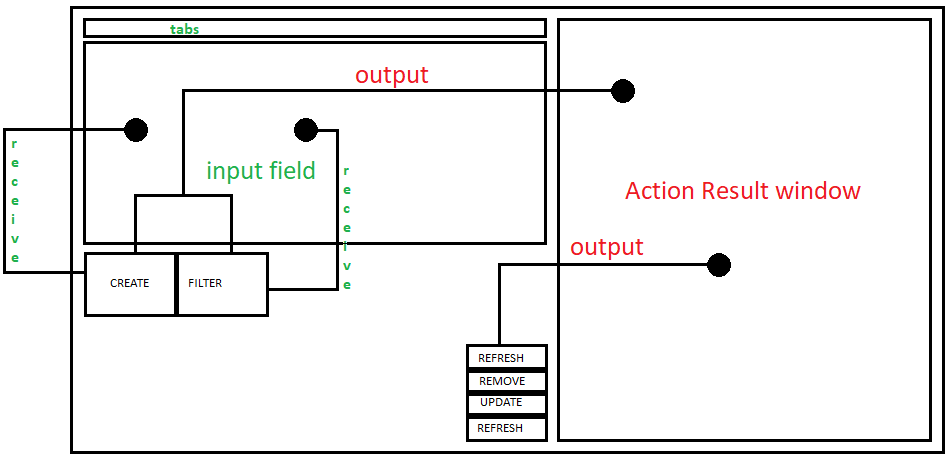 tabs
output
receive
input field
receive
Action Result window
output
CREATE
FILTER
REFRESH
REMOVE
UPDATE
REFRESH